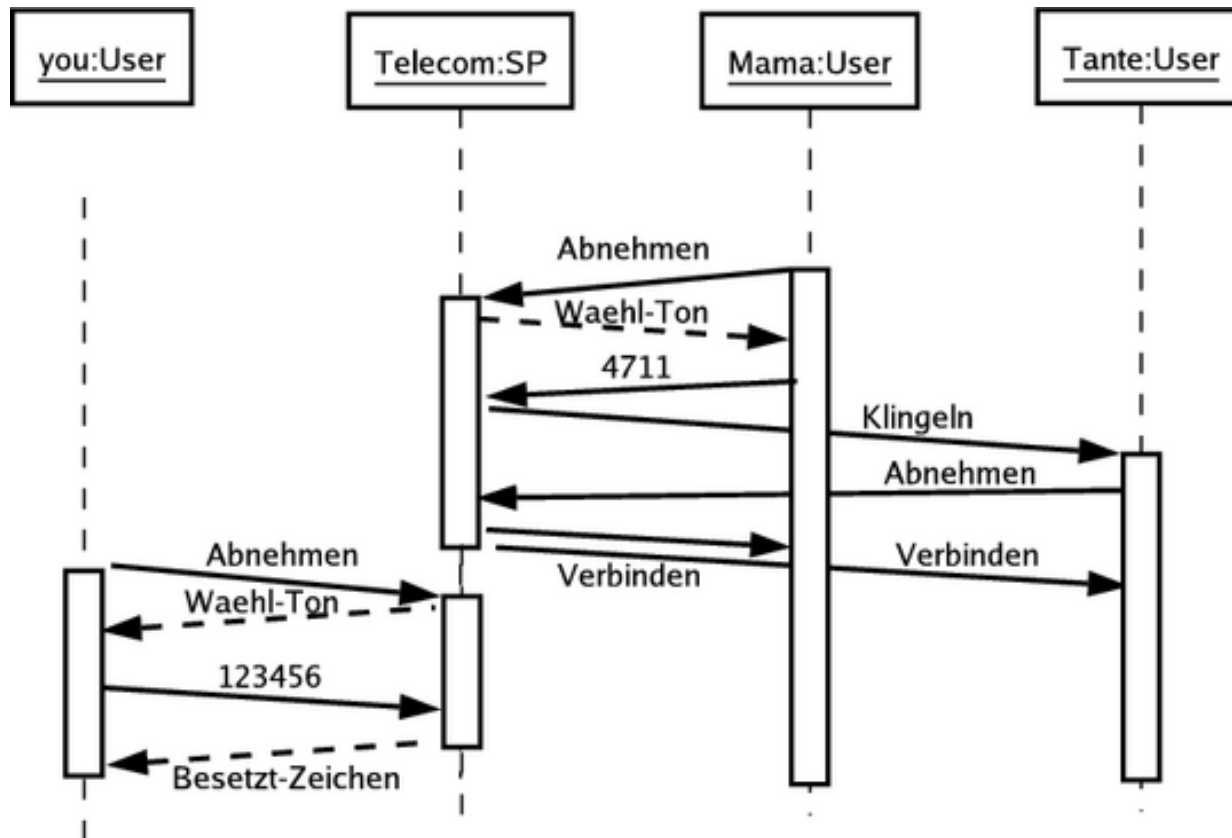 you:User
Telecom:SP
Mama:User
Tante:User
Abnehmen
Waehl-Ton
4711
Klingeln
Abnehmen
Abnehmen
Verbinden
Verbinden
Waehl-Ton
123456
Besetzt-Zeichen